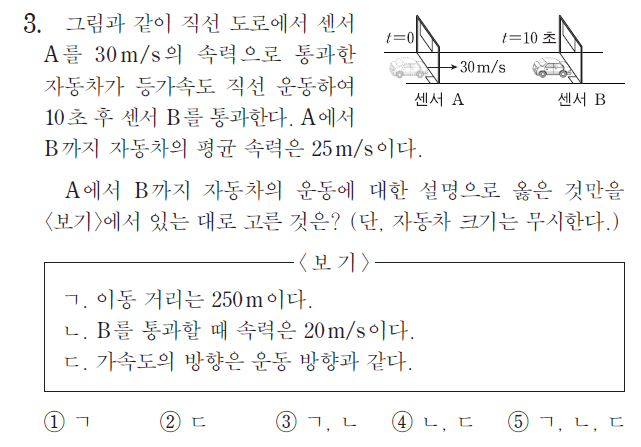 3. 그림과 같이 직선 도로에서 센서
A를 30m/s의 속력으로 통과한
자동차가 등가속도 직선 운동하여
10초 후 센서 B를 통과한다. A에서
B까지 자동차의 평균 속력은 25m/s이다.
t=0
30m/s
센서 A
t=10 초
센서 B
A에서 B까지 자동차의 운동에 대한 설명으로 옳은 것만을
<보기>에서 있는 대로 고른 것은? (단, 자동차 크기는 무시한다.)
<보 기>
ㄱ. 이동 거리는 250m이다.
ㄴ. B를 통과할 때 속력은 20m/s이다.
ㄷ. 가속도의 방향은 운동 방향과 같다.
① ㄱ ② ㄷ ③ ㄱ, ㄴ ④ ㄴ, ㄷ ⑤ ㄱ, ㄴ, ㄷ